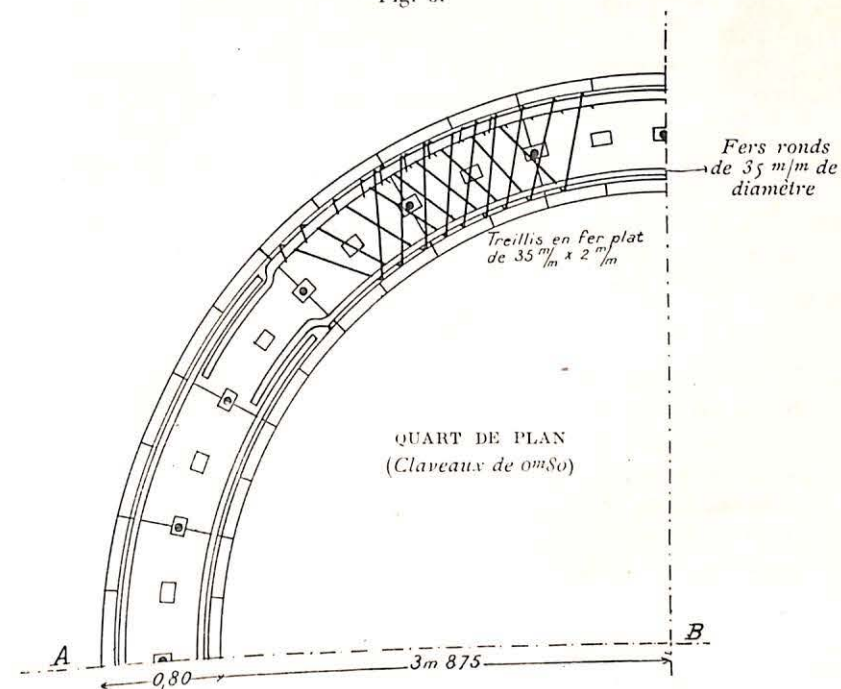 Fers ronds
de 35 m/m de
diamètre
Treillis en fer plat
de 35 m/m x 2 m/m
QUART DE PLAN
(Claveaux de 0m80)
A
B
0,80
3m 875